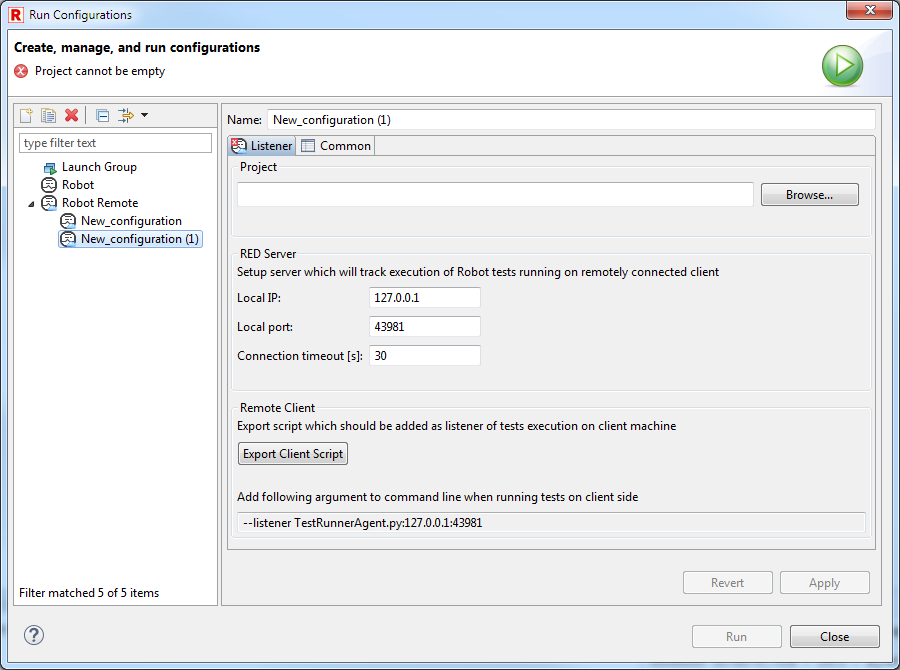 R Run Configurations
Create, manage, and run configurations
Project cannot be empty
type filter text
Launch Group
Robot
Robot Remote
New_configuration
New_configuration (1)
Filter matched 5 of 5 items
Name: New_configuration (1)
Listener Common
Project
Browse...
RED Server
Setup server which will track execution of Robot tests running on remotely connected client
Local IP: 127.0.0.1
Local port: 43981
Connection timeout [s]: 30
Remote Client
Export script which should be added as listener of tests execution on client machine
Export Client Script
Add following argument to command line when running tests on client side
--listener TestRunnerAgent.py:127.0.0.1:43981
Revert Apply
? Run Close